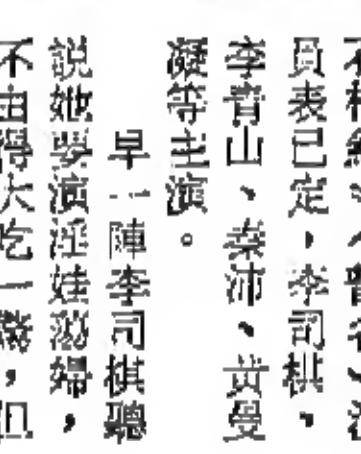 員表已定，李司棋、
李青山、秦沛、黃曼
凝等主演。
早一陣李司棋聽
說她要演淫娃蕩婦，
不由得大吃一驚，但